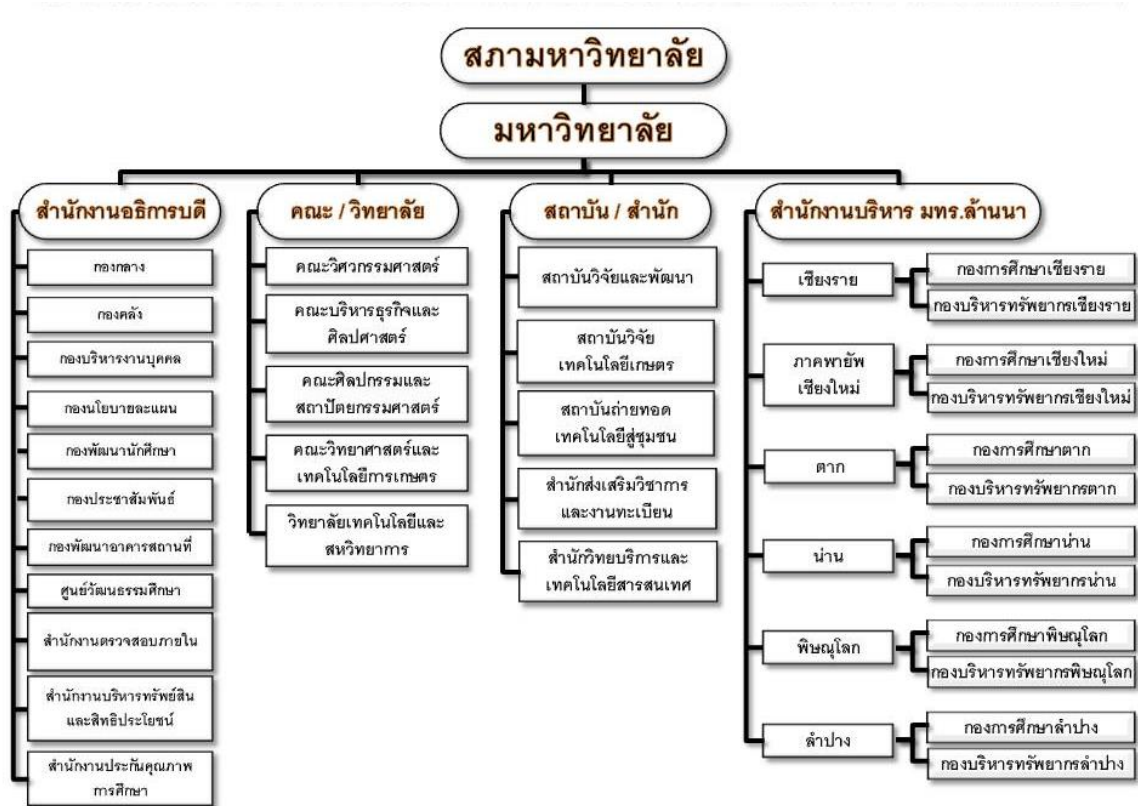 สภามหาวิทยาลัย
มหาวิทยาลัย
สำนักงานอธิการบดี
กองกลาง
กองคลัง
กองบริหารงานบุคคล
กองนโยบายละแผน
กองพัฒนานักศึกษา
กองประชาสัมพันธ์
กองพัฒนาอาคารสถานที่
ศูนย์วัฒนธรรมศึกษา
สำนักงานตรวจสอบภายใน
สำนักงานบริหารทรัพย์สิน
และสิทธิประโยชน์
สำนักงานประกันคุณภาพ
การศึกษา
คณะ / วิทยาลัย
คณะวิศวกรรมศาสตร์
คณะบริหารธุรกิจและ
ศิลปศาสตร์
คณะศิลปกรรมและ
สถาปัตยกรรมศาสตร์
คณะวิทยาศาสตร์และ
เทคโนโลยีการเกษตร
วิทยาลัยเทคโนโลยีและ
สหวิทยาการ
สถาบัน / สำนัก
สถาบันวิจัยและพัฒนา
สถาบันวิจัย
เทคโนโลยีเกษตร
สถาบันถ่ายทอด
เทคโนโลยีสู่ชุมชน
สำนักส่งเสริมวิชาการ
และงานทะเบียน
สำนักวิทยบริการและ
เทคโนโลยีสารสนเทศ
สำนักงานบริหาร มทร.ล้านนา
เชียงราย
กองการศึกษาเชียงราย
กองบริหารทรัพยากรเชียงราย
ภาคพายัพ
เชียงใหม่
กองการศึกษาเชียงใหม่
กองบริหารทรัพยากรเชียงใหม่
ตาก
กองการศึกษาตาก
กองบริหารทรัพยากรตาก
น่าน
กองการศึกษาน่าน
กองบริหารทรัพยากรน่าน
พิษณุโลก
กองการศึกษาพิษณุโลก
กองบริหารทรัพยากรพิษณุโลก
ลำปาง
กองการศึกษาลำปาง
กองบริหารทรัพยากรลำปาง